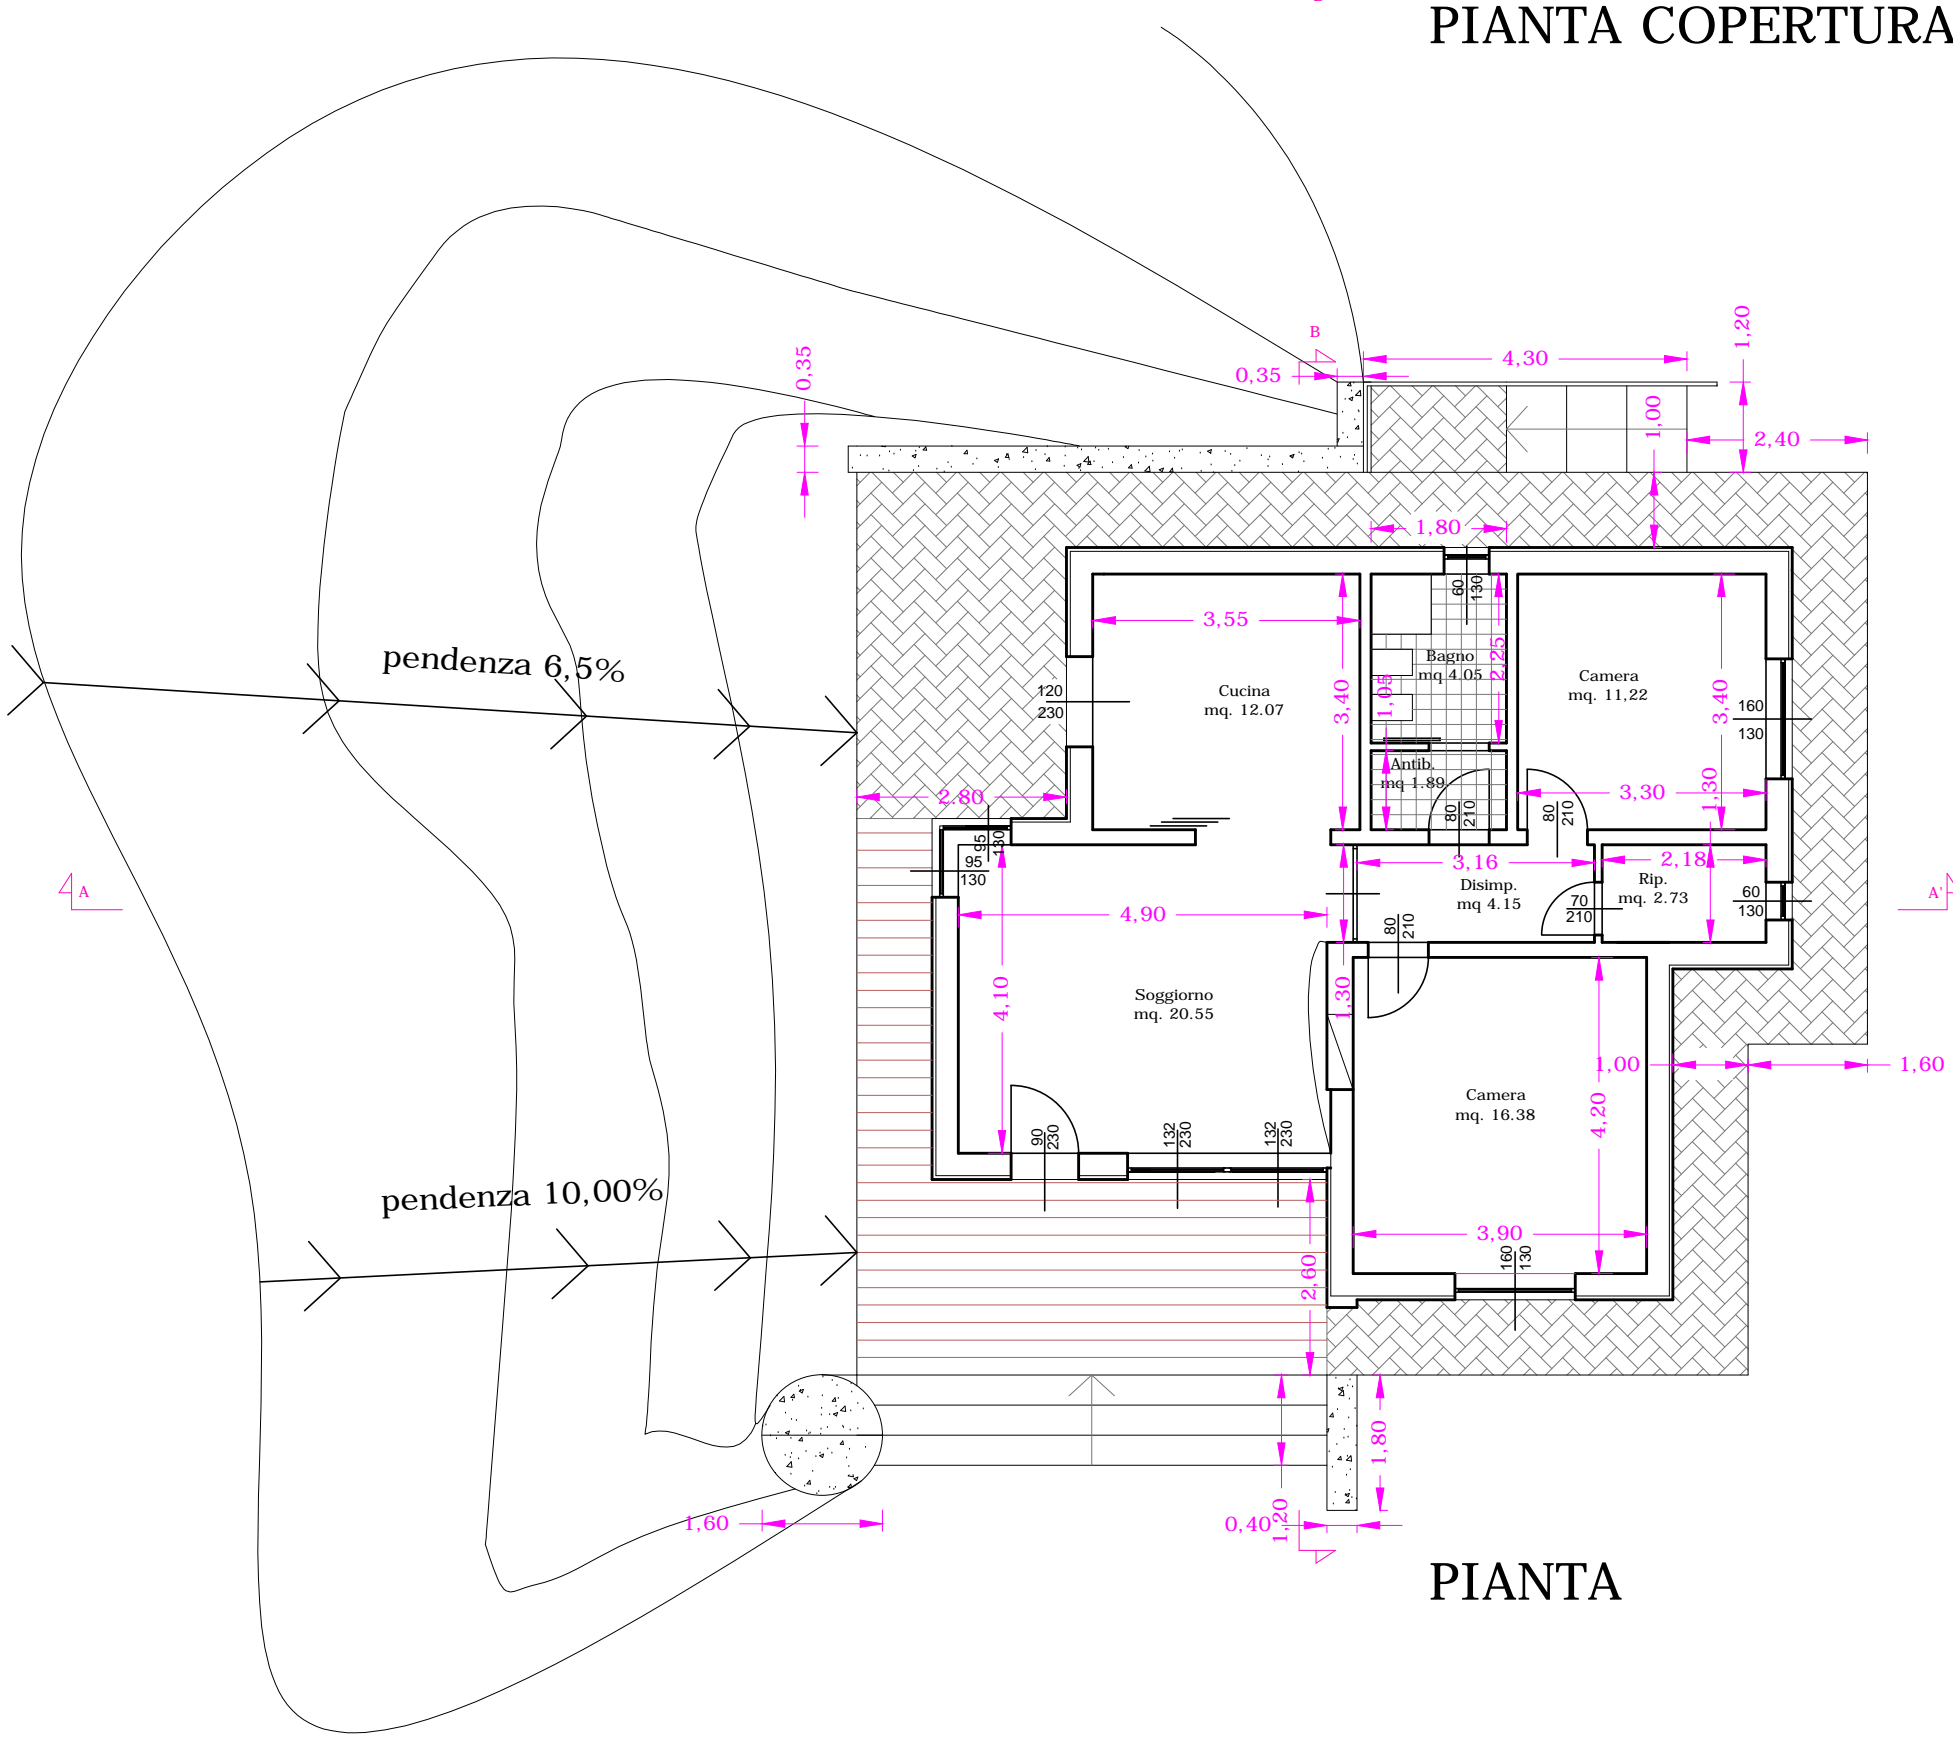 PIANTA COPERTURA
B
0,35
4,30
1,20
0,35
1,00
2,40
1,80
3,55
60
130
Bagno
mq 4.05
2,25
1,05
Cucina
mq. 12.07
3,40
Camera
mq. 11,22
3,40
160
130
120
230
pendenza 6,5%
Antib.
mq 1.89
3,30
1,30
2.80
80
210
80
210
95
130
95
130
3,16
2,18
Disimp.
mq 4.15
Rip.
mq. 2.73
70
210
60
130
A
A'
4,90
80
210
4,10
Soggiorno
mq. 20.55
1,30
1,00
1,60
Camera
mq. 16.38
4,20
90
230
132
230
132
230
pendenza 10,00%
3,90
160
130
2,60
1,80
1,60
0,40
1,20
PIANTA